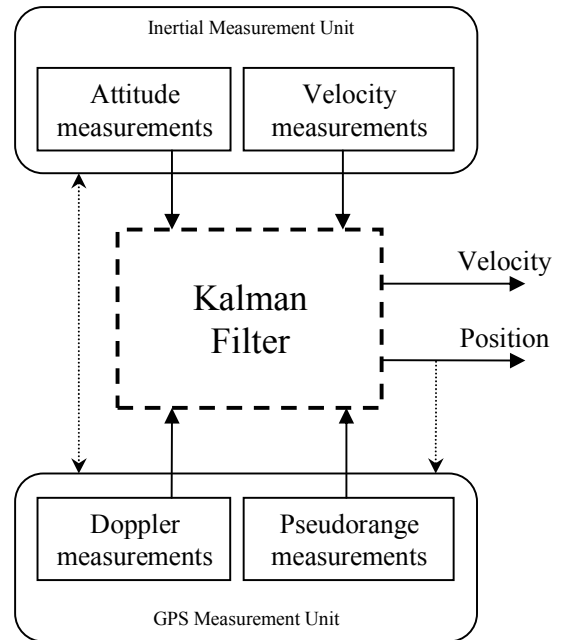 Inertial Measurement Unit
Attitude
measurements
Velocity
measurements
Kalman
Filter
Velocity
Position
Doppler
measurements
Pseudorange
measurements
GPS Measurement Unit